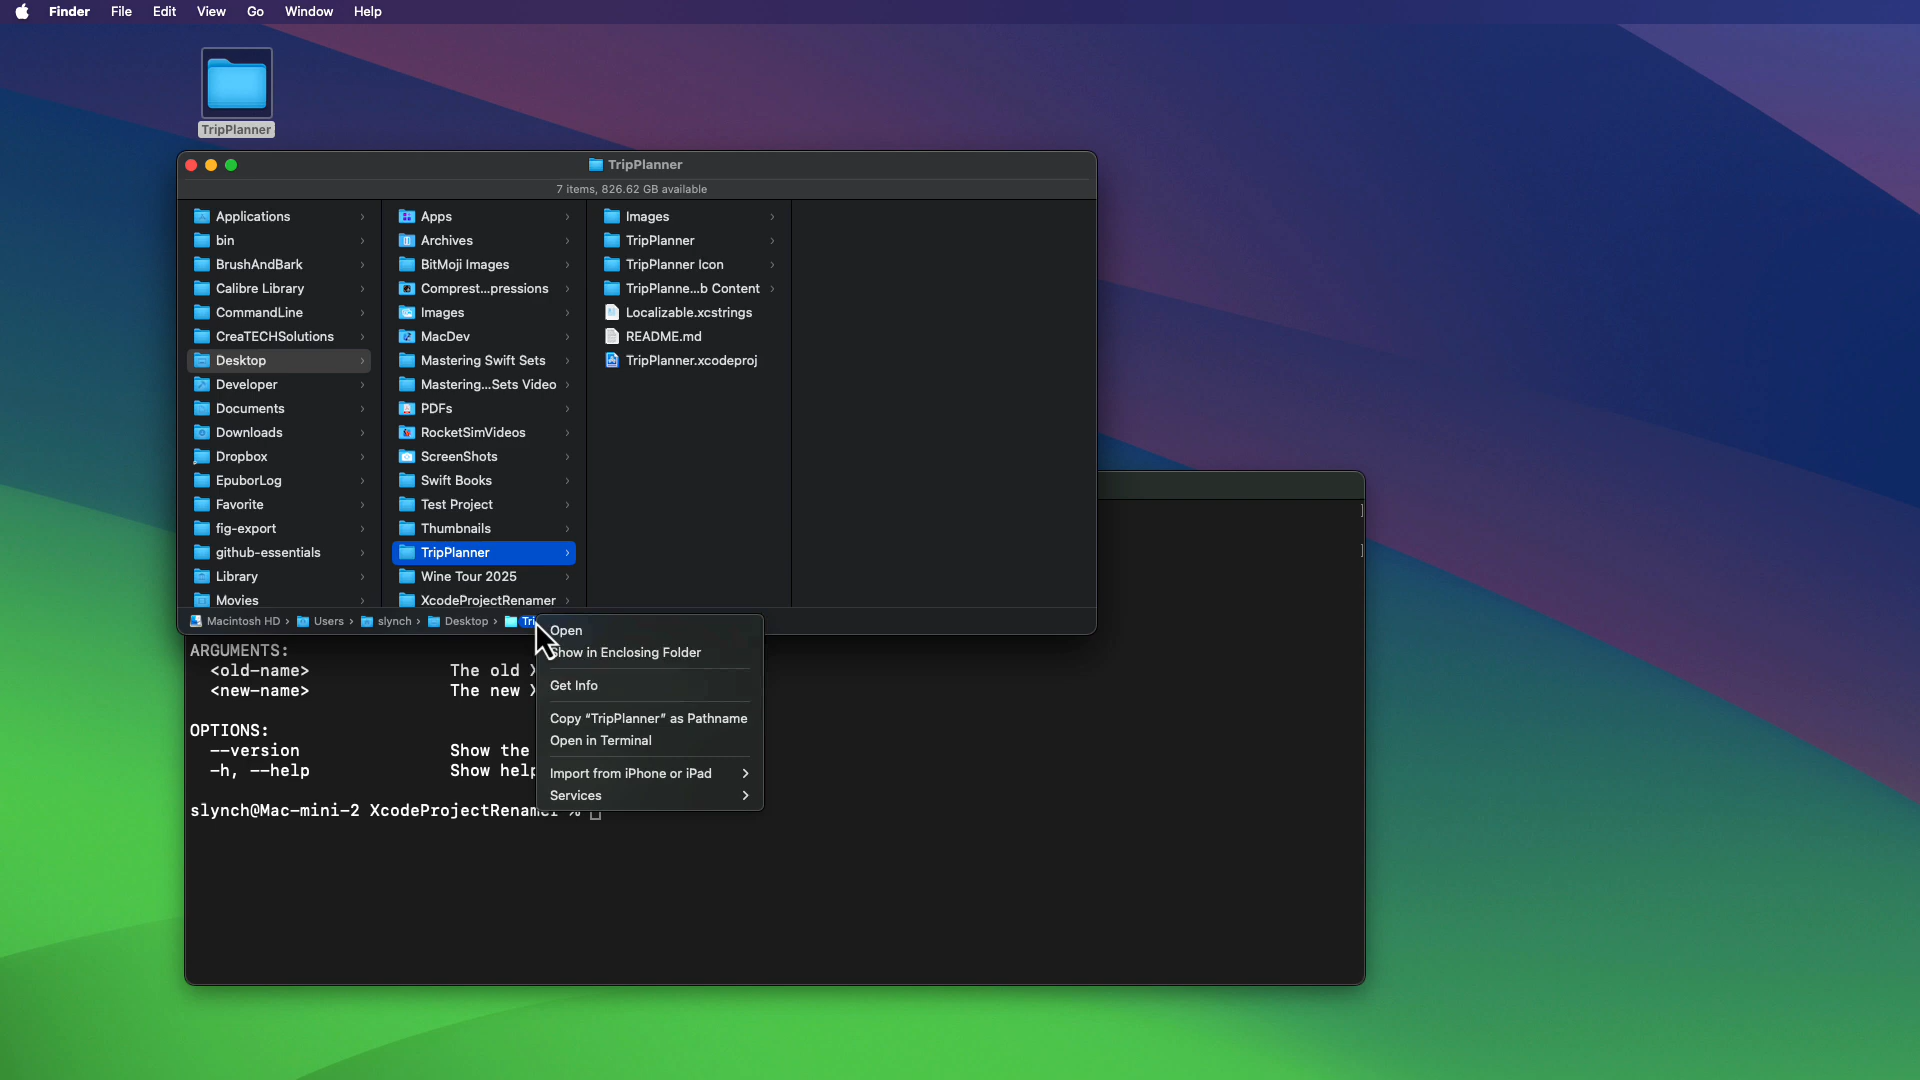 Finder File Edit View Go Window Help
TripPlanner
TripPlanner
7 items, 826.62 GB available
Applications
bin
BrushAndBark
Calibre Library
CommandLine
CreaTECHSolutions
Desktop
Developer
Documents
Downloads
Dropbox
EpuborLog
Favorite
fig-export
github-essentials
Library
Movies
Apps
Archives
BitMoji Images
Comprest...pressions
Images
MacDev
Mastering Swift Sets
Mastering...Sets Video
PDFs
RocketSimVideos
ScreenShots
Swift Books
Test Project
Thumbnails
TripPlanner
Wine Tour 2025
XcodeProjectRenamer
Images
TripPlanner
TripPlanner Icon
TripPlanne...b Content
Localizable.xcstrings
README.md
TripPlanner.xcodeproj
Macintosh HD › Users › slynch › Desktop ›
Open
Show in Enclosing Folder
Get Info
Copy “TripPlanner” as Pathname
Open in Terminal
Import from iPhone or iPad
Services
]
]
ARGUMENTS:
<old-name> The old
<new-name> The new
OPTIONS:
--version Show the
-h, --help Show help
slynch@Mac-mini-2 XcodeProjectRenamer %